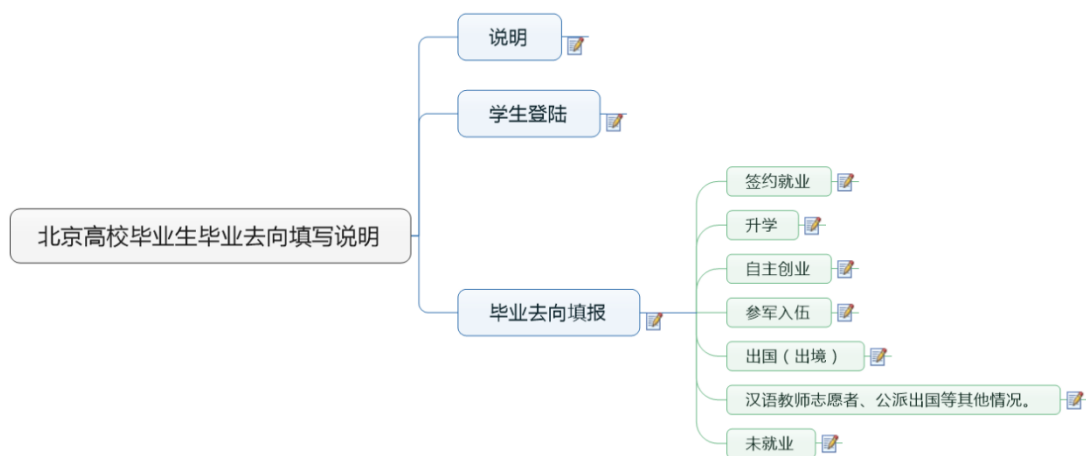 说明
学生登陆
北京高校毕业生毕业去向填写说明
毕业去向填报
签约就业
升学
自主创业
参军入伍
出国（出境）
汉语教师志愿者、公派出国等其他情况。
未就业